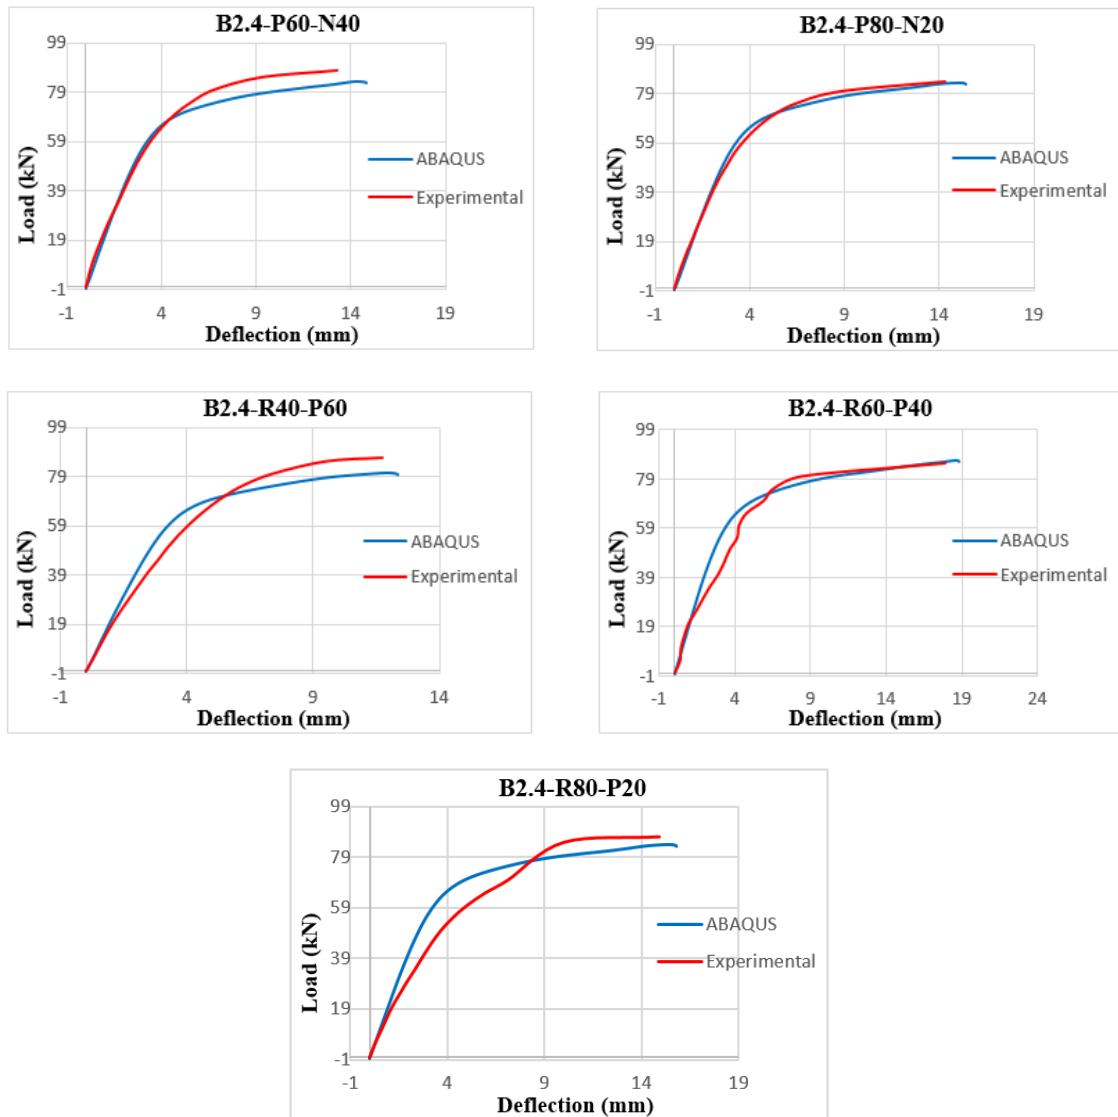 B2.4-P60-N40
99
79
59
39
19
-1
-1
4
9
14
19
Load (kN)
Deflection (mm)
ABAQUS
Experimental
B2.4-P80-N20
99
79
59
39
19
-1
-1
4
9
14
19
Load (kN)
Deflection (mm)
ABAQUS
Experimental
B2.4-R40-P60
99
79
59
39
19
-1
-1
4
9
14
Load (kN)
Deflection (mm)
ABAQUS
Experimental
B2.4-R60-P40
99
79
59
39
19
-1
-1
4
9
14
19
24
Load (kN)
Deflection (mm)
ABAQUS
Experimental
B2.4-R80-P20
99
79
59
39
19
-1
-1
4
9
14
19
Load (kN)
Deflection (mm)
ABAQUS
Experimental